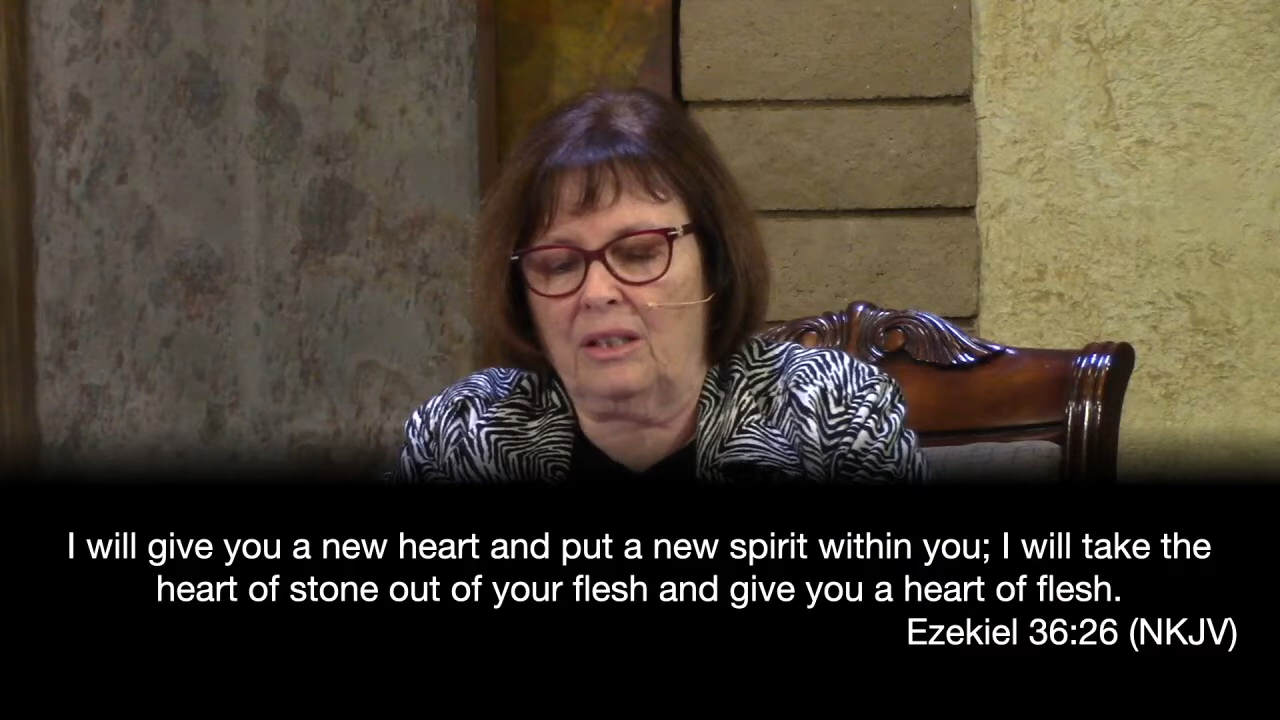 I will give you a new heart and put a new spirit within you; I will take the
heart of stone out of your flesh and give you a heart of flesh.
Ezekiel 36:26 (NKJV)